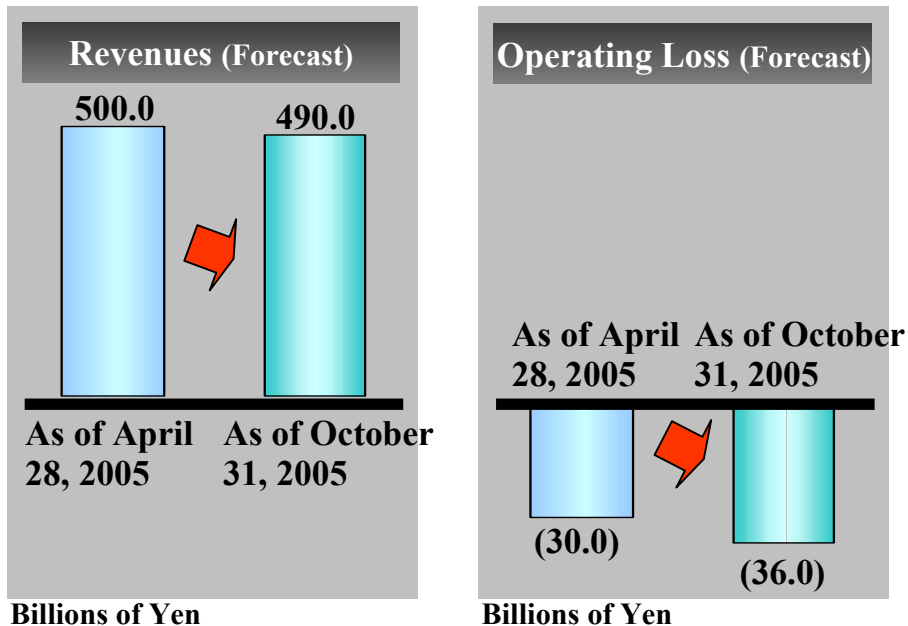 Revenues (Forecast)
500.0
490.0
As of April
28, 2005
As of October
31, 2005
Billions of Yen
Operating Loss (Forecast)
As of April
28, 2005
As of October
31, 2005
(30.0)
(36.0)
Billions of Yen